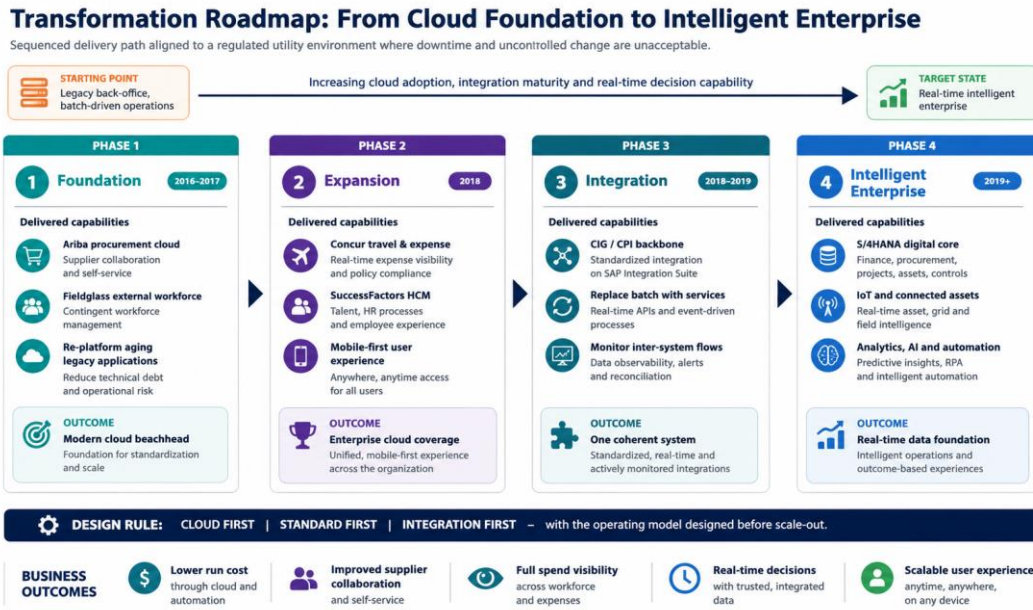 Transformation Roadmap: From Cloud Foundation to Intelligent Enterprise
Sequenced delivery path aligned to a regulated utility environment where downtime and uncontrolled change are unacceptable.
STARTING POINT
Legacy back-office,
batch-driven operations
Increasing cloud adoption, integration maturity and real-time decision capability
TARGET STATE
Real-time intelligent
enterprise
PHASE 1
1 Foundation 2016–2017
Delivered capabilities
Ariba procurement cloud
Supplier collaboration
and self-service
Fieldglass external workforce
Contingent workforce
management
Re-platform aging
legacy applications
Reduce technical debt
and operational risk
OUTCOME
Modern cloud beachhead
Foundation for standardization
and scale
PHASE 2
2 Expansion 2018
Delivered capabilities
Concur travel & expense
Real-time expense visibility
and policy compliance
SuccessFactors HCM
Talent, HR processes
and employee experience
Mobile-first user
experience
Anywhere, anytime access
for all users
OUTCOME
Enterprise cloud coverage
Unified, mobile-first experience
across the organization
PHASE 3
3 Integration 2018–2019
Delivered capabilities
CIG / CPI backbone
Standardized integration
on SAP Integration Suite
Replace batch with services
Real-time APIs and event-driven
processes
Monitor inter-system flows
Data observability, alerts
and reconciliation
OUTCOME
One coherent system
Standardized, real-time and
actively monitored integrations
PHASE 4
4 Intelligent
Enterprise 2019+
Delivered capabilities
S/4HANA digital core
Finance, procurement,
projects, assets, controls
IoT and connected assets
Real-time asset, grid and
field intelligence
Analytics, AI and automation
Predictive insights, RPA
and intelligent automation
OUTCOME
Real-time data foundation
Intelligent operations and
outcome-based experiences
DESIGN RULE: CLOUD FIRST | STANDARD FIRST | INTEGRATION FIRST – with the operating model designed before scale-out.
BUSINESS
OUTCOMES
$
Lower run cost
through cloud and
automation
Improved supplier
collaboration
and self-service
Full spend visibility
across workforce
and expenses
Real-time decisions
with trusted, integrated
data
Scalable user experience
anytime, anywhere,
on any device